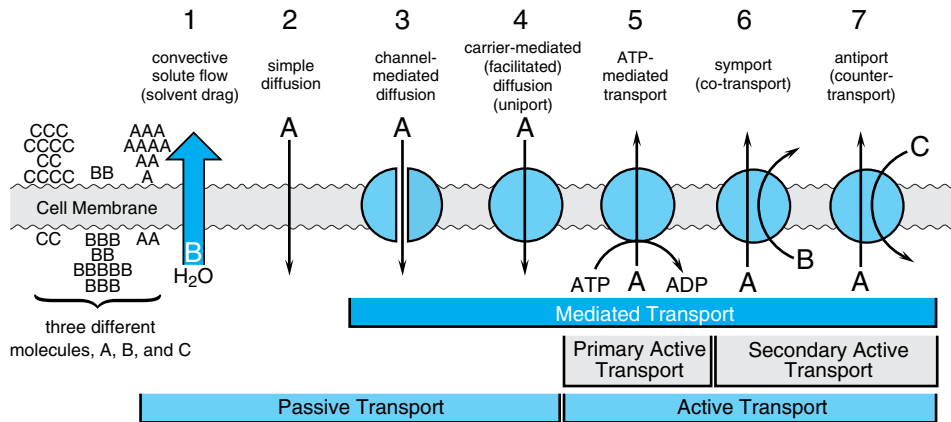 1 2 3 4 5 6 7
convective
solute flow
(solvent drag)
simple
diffusion
channel-
mediated
diffusion
carrier-mediated
(facilitated)
diffusion
(uniport)
ATP-
mediated
transport
symport
(co-transport)
antiport
(counter-
transport)
CCC
CCCC
CC
CCCC
BB
AAA
AAAA
AA
A
A
A
A
C
Cell Membrane
CC
BBB
BB
BBBBB
BBB
AA
B
H₂O
ATP
A
ADP
A
B
A
three different
molecules, A, B, and C
Mediated Transport
Primary Active
Transport
Secondary Active
Transport
Passive Transport
Active Transport